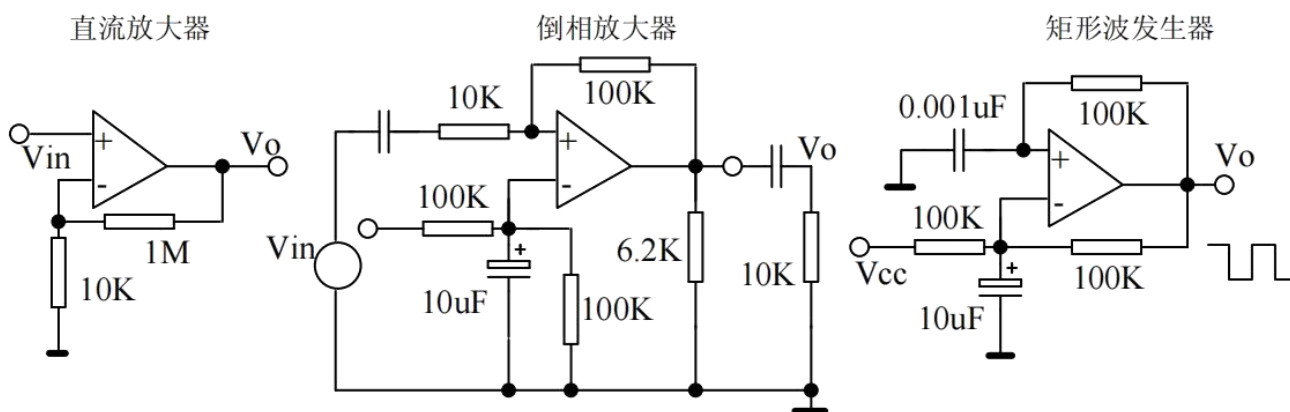 直流放大器
Vin
+
-
Vo
1M
10K
倒相放大器
100K
10K
+
-
Vo
100K
Vin
+
10uF
100K
6.2K
10K
矩形波发生器
0.001uF
100K
+
-
Vo
100K
Vcc
100K
+
10uF